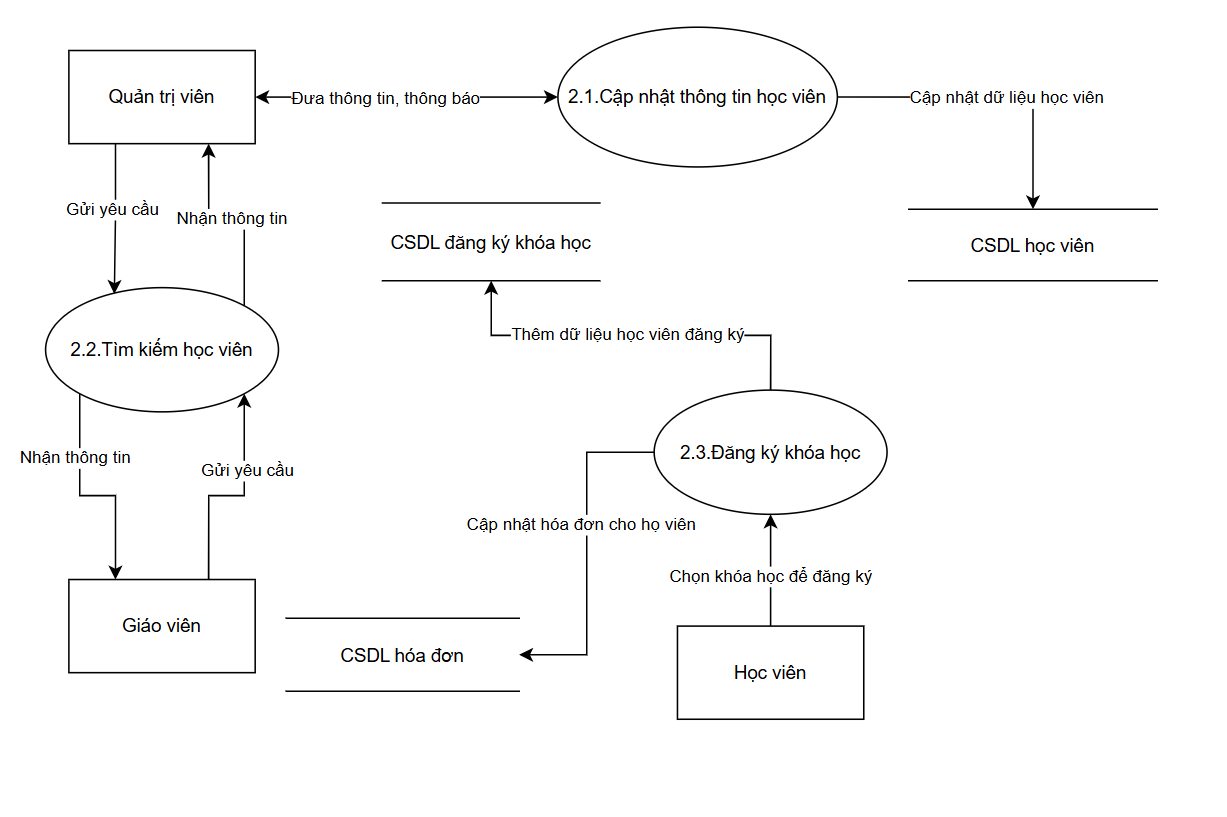 Quản trị viên
Đưa thông tin, thông báo
2.1.Cập nhật thông tin học viên
Cập nhật dữ liệu học viên
Gửi yêu cầu
Nhận thông tin
CSDL đăng ký khóa học
CSDL học viên
Thêm dữ liệu học viên đăng ký
2.2.Tìm kiếm học viên
Nhận thông tin
Gửi yêu cầu
2.3.Đăng ký khóa học
Cập nhật hóa đơn cho họ viên
Chọn khóa học để đăng ký
Giáo viên
CSDL hóa đơn
Học viên